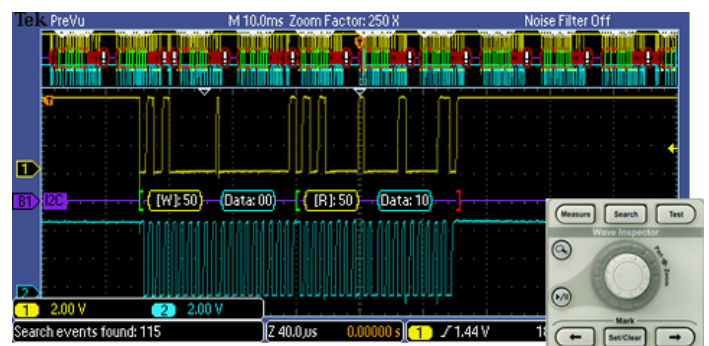 Tek PreVu M 10.0ms Zoom Factor: 250 X Noise Filter Off
1
B1 I2C [W]: 50 Data: 00 [R]: 50 Data: 10
2
1 2.00 V 2 2.00 V
Search events found: 115 Z 40.0µs 0.00000 s 1 1.44 V
Measure Search Test
Wave Inspector
Pan Zoom
Mark
Set/Clear